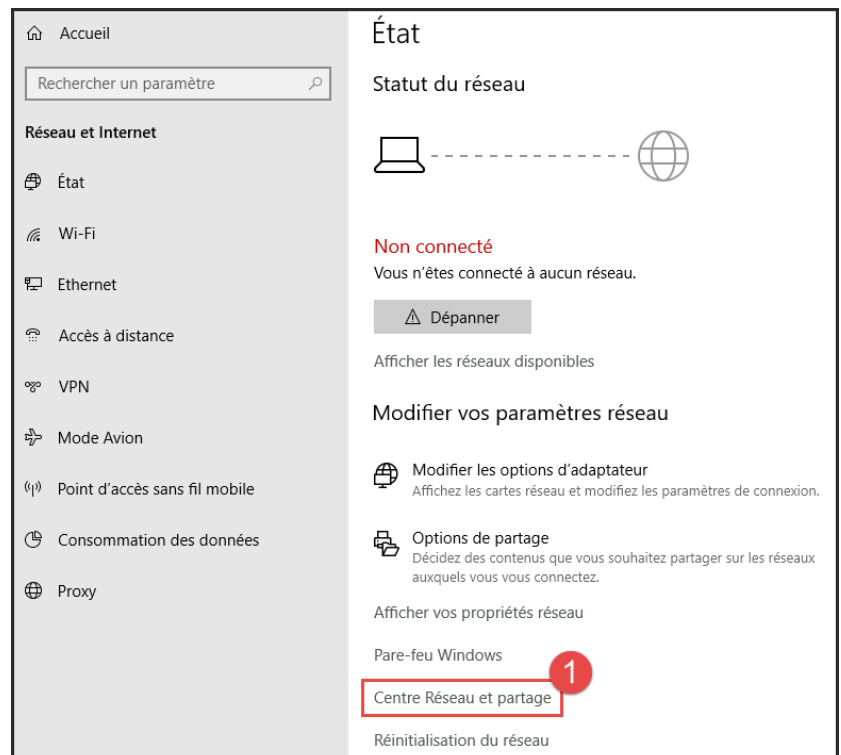 Accueil
Rechercher un paramètre
Réseau et Internet
État
Wi-Fi
Ethernet
Accès à distance
VPN
Mode Avion
Point d'accès sans fil mobile
Consommation des données
Proxy
État
Statut du réseau
Non connecté
Vous n'êtes connecté à aucun réseau.
Dépanner
Afficher les réseaux disponibles
Modifier vos paramètres réseau
Modifier les options d'adaptateur
Affichez les cartes réseau et modifiez les paramètres de connexion.
Options de partage
Décidez des contenus que vous souhaitez partager sur les réseaux
auxquels vous vous connectez.
Afficher vos propriétés réseau
Pare-feu Windows
1
Centre Réseau et partage
Réinitialisation du réseau